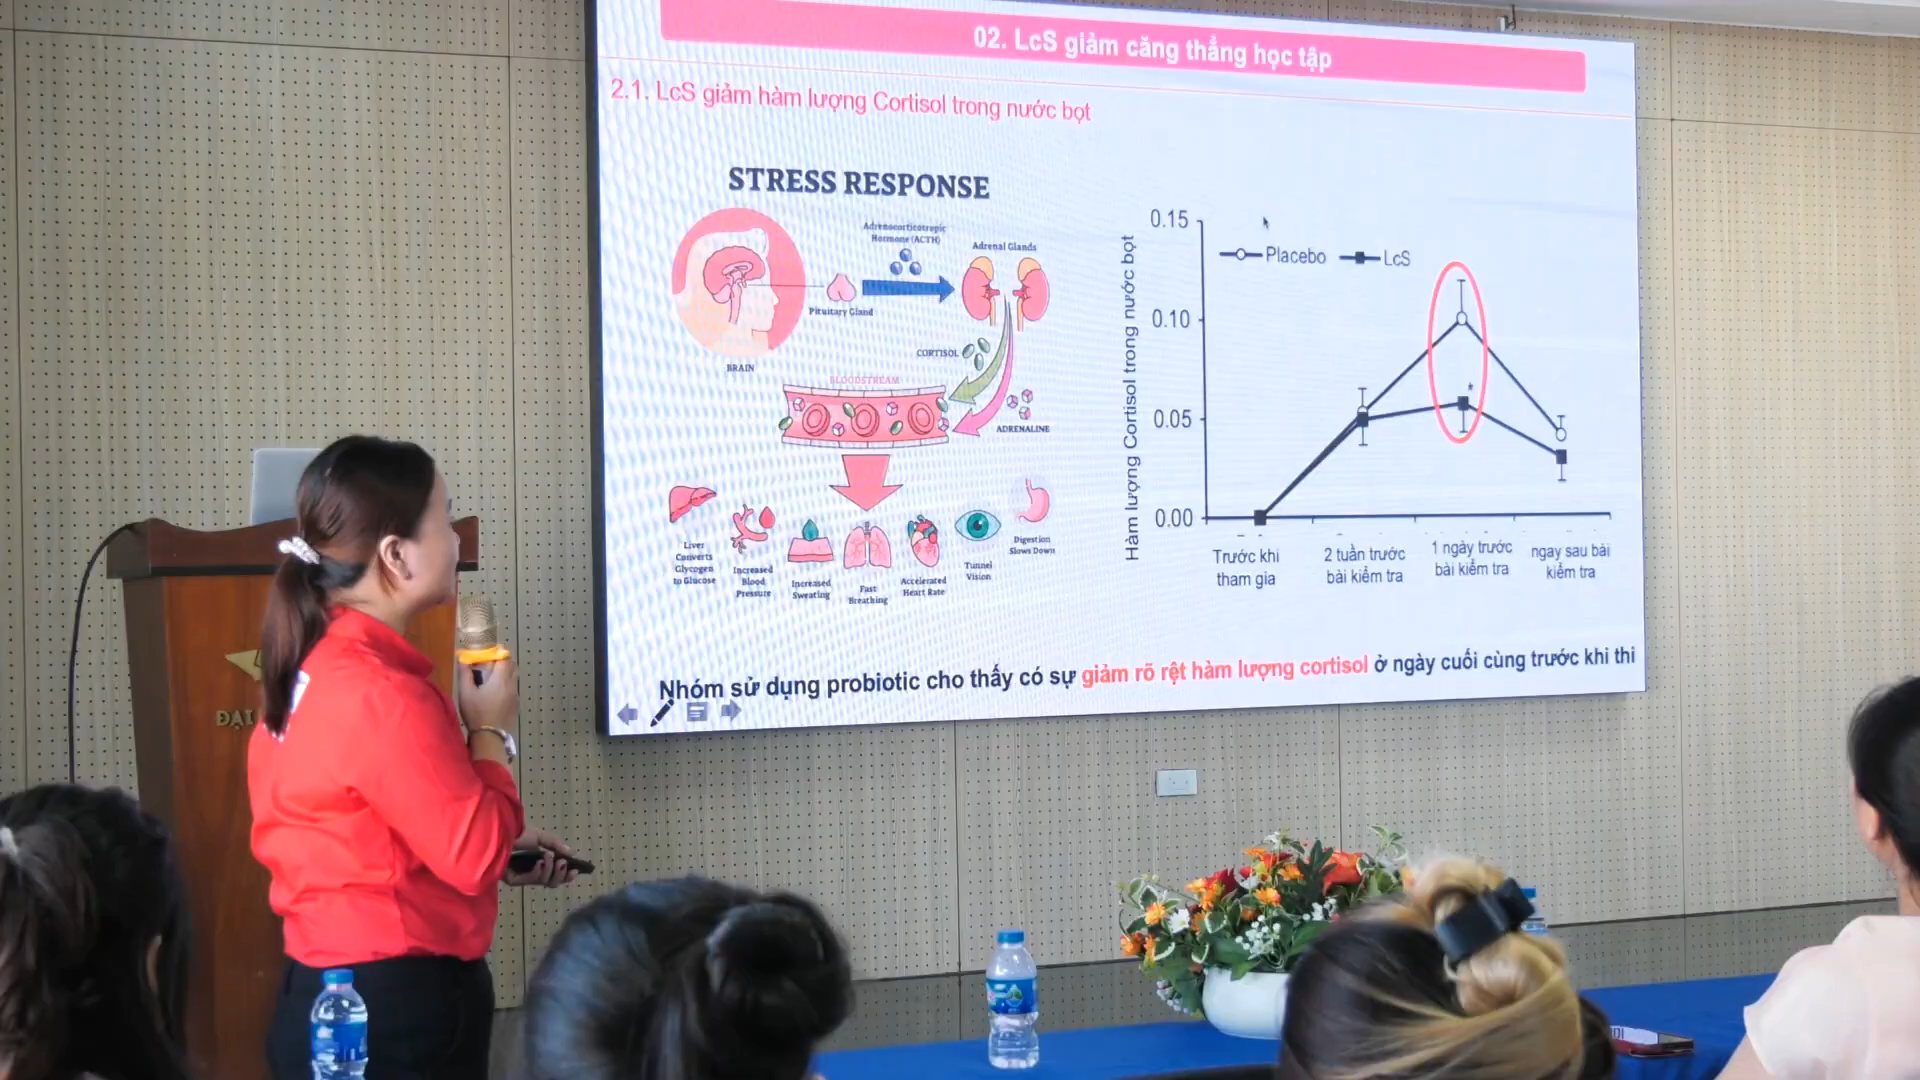 02. LcS giảm căng thẳng học tập
2.1. LcS giảm hàm lượng Cortisol trong nước bọt
STRESS RESPONSE
Adrenocorticotropic
Hormone (ACTH)
Adrenal Glands
Pituitary Gland
BRAIN
CORTISOL
BLOODSTREAM
ADRENALINE
Liver
Converts
Glycogen
to Glucose
Increased
Blood
Pressure
Increased
Sweating
Fast
Breathing
Accelerated
Heart Rate
Tunnel
Vision
Digestion
Slows Down
Hàm lượng Cortisol trong nước bọt
0.15
0.10
0.05
0.00
Placebo
LcS
*
Trước khi
tham gia
2 tuần trước
bài kiểm tra
1 ngày trước
bài kiểm tra
ngay sau bài
kiểm tra
Nhóm sử dụng probiotic cho thấy có sự giảm rõ rệt hàm lượng cortisol ở ngày cuối cùng trước khi thi
ĐẠI